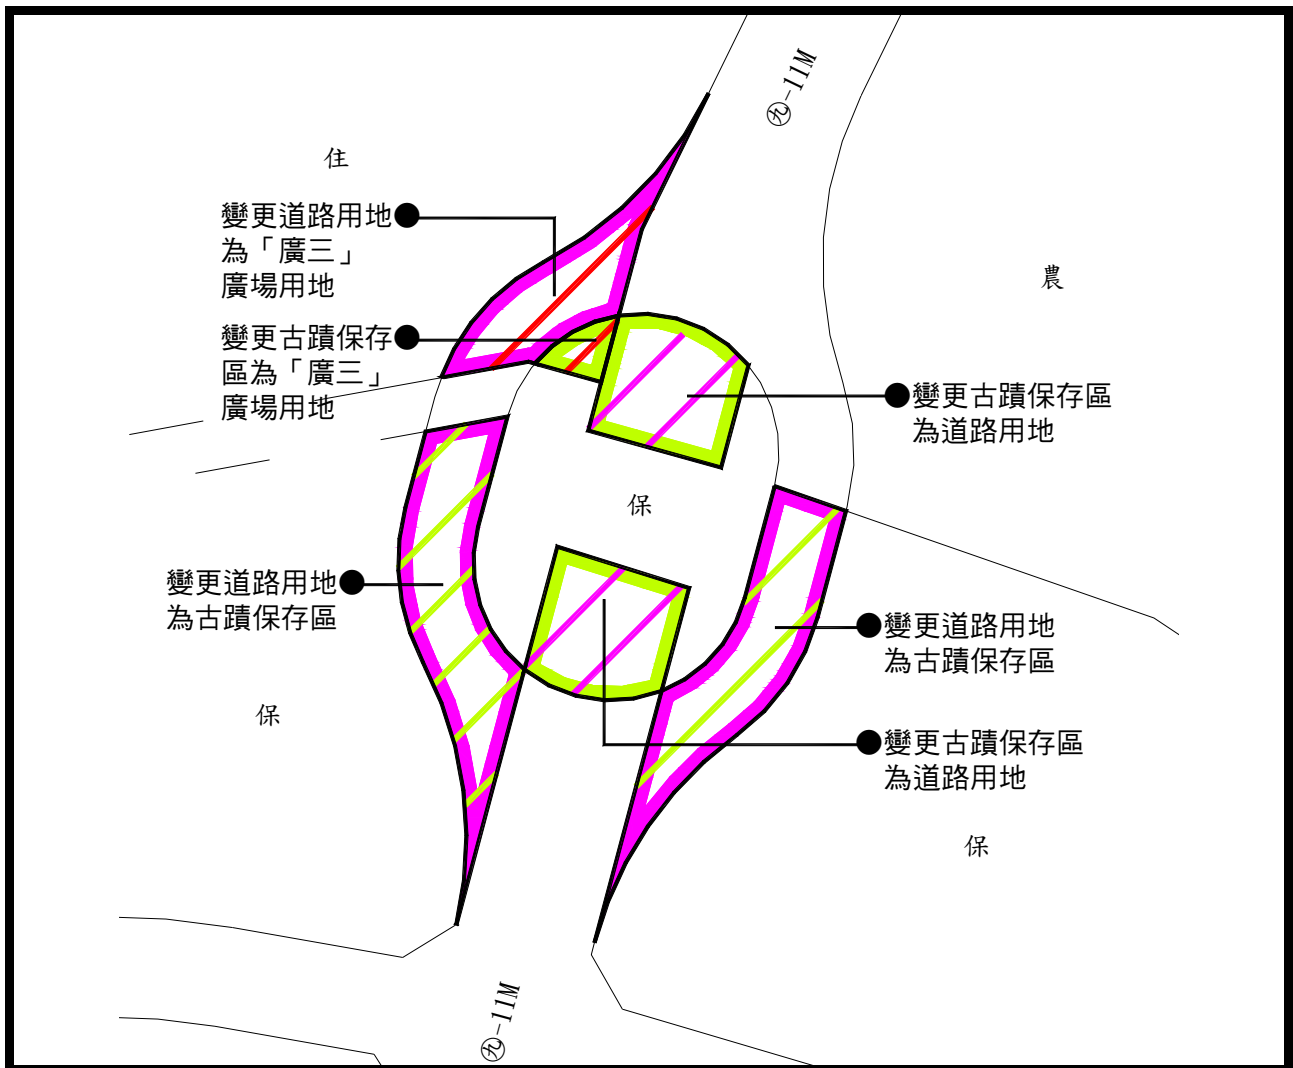 ㊈-11M
住
變更道路用地
為「廣三」
廣場用地
農
變更古蹟保存
區為「廣三」
廣場用地
變更古蹟保存區
為道路用地
保
變更道路用地
為古蹟保存區
變更道路用地
為古蹟保存區
保
變更古蹟保存區
為道路用地
保
㊈-11M